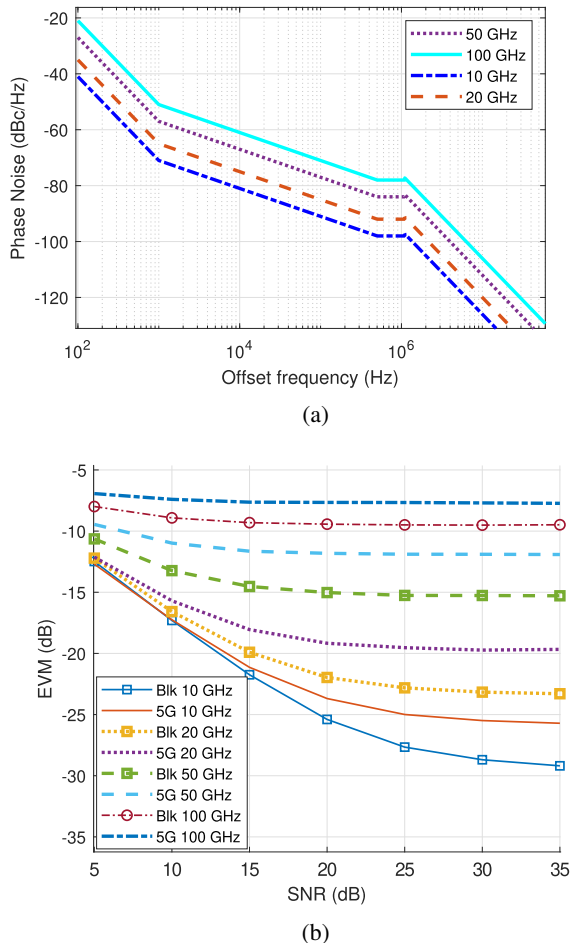 -20
-40
-60
-80
-100
-120
Phase Noise (dBc/Hz)
50 GHz
100 GHz
10 GHz
20 GHz
10^2
10^4
10^6
Offset frequency (Hz)
(a)
-5
-10
-15
-20
-25
-30
-35
EVM (dB)
Blk 10 GHz
5G 10 GHz
Blk 20 GHz
5G 20 GHz
Blk 50 GHz
5G 50 GHz
Blk 100 GHz
5G 100 GHz
5
10
15
20
25
30
35
SNR (dB)
(b)